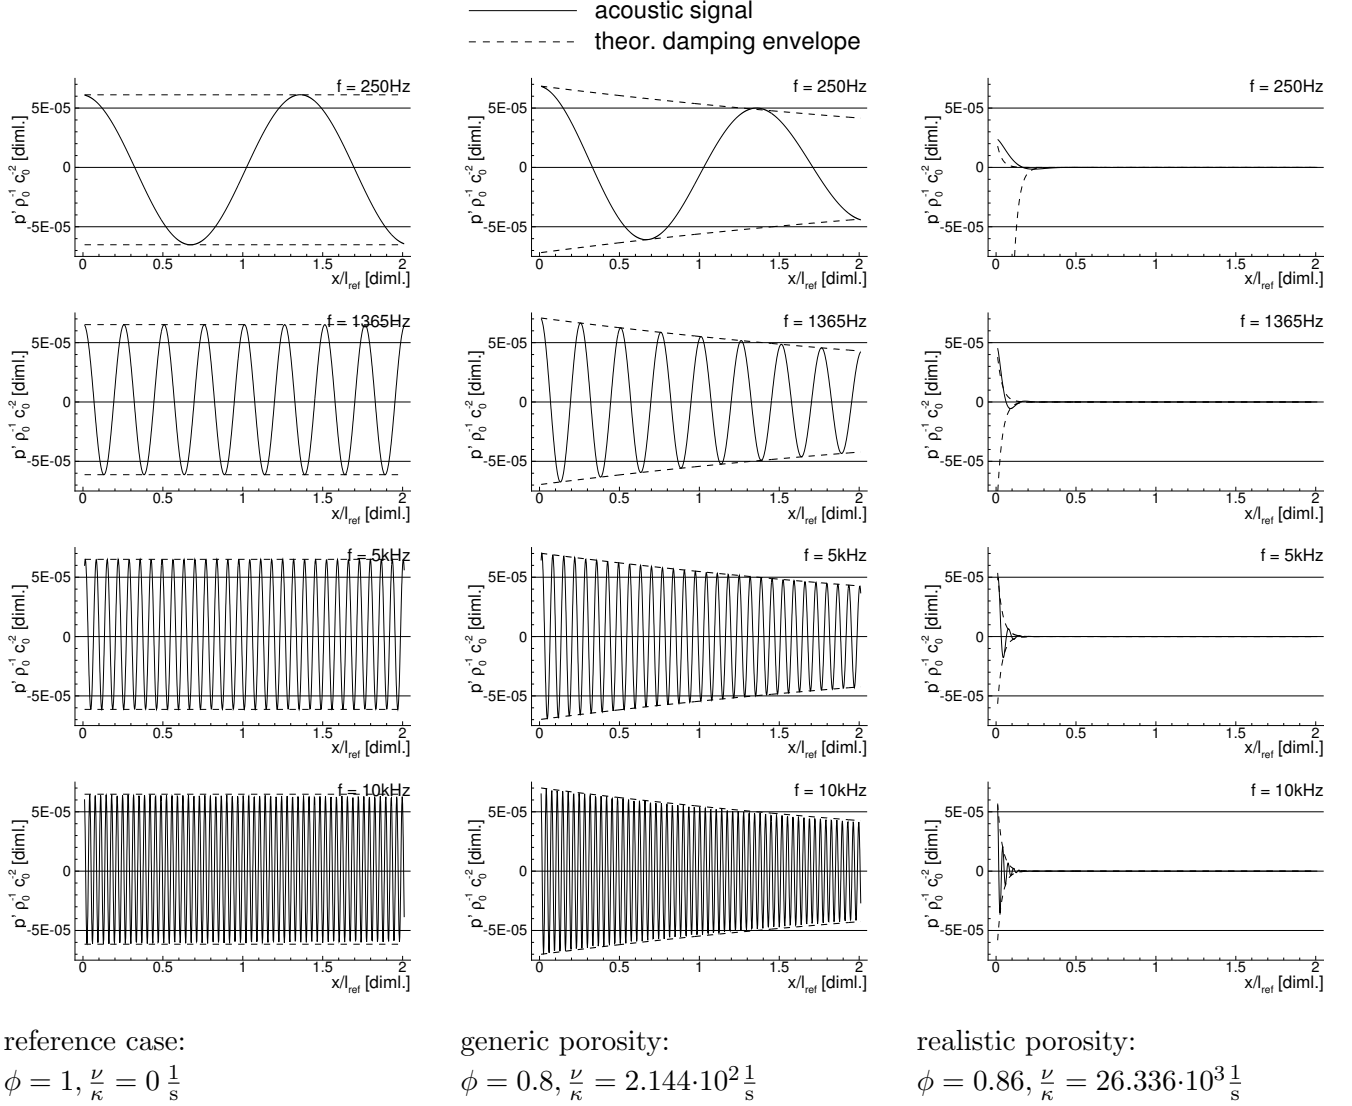 acoustic signal
theor. damping envelope
f = 250Hz
5E-05
0
-5E-05
p' ρ₀⁻¹ c₀⁻² [diml.]
0 0.5 1 1.5 2
x/l_ref [diml.]
f = 250Hz
5E-05
0
-5E-05
p' ρ₀⁻¹ c₀⁻² [diml.]
0 0.5 1 1.5 2
x/l_ref [diml.]
f = 250Hz
5E-05
0
-5E-05
p' ρ₀⁻¹ c₀⁻² [diml.]
0 0.5 1 1.5 2
x/l_ref [diml.]
f = 1365Hz
5E-05
0
-5E-05
p' ρ₀⁻¹ c₀⁻² [diml.]
0 0.5 1 1.5 2
x/l_ref [diml.]
f = 1365Hz
5E-05
0
-5E-05
p' ρ₀⁻¹ c₀⁻² [diml.]
0 0.5 1 1.5 2
x/l_ref [diml.]
f = 1365Hz
5E-05
0
-5E-05
p' ρ₀⁻¹ c₀⁻² [diml.]
0 0.5 1 1.5 2
x/l_ref [diml.]
f = 5kHz
5E-05
0
-5E-05
p' ρ₀⁻¹ c₀⁻² [diml.]
0 0.5 1 1.5 2
x/l_ref [diml.]
f = 5kHz
5E-05
0
-5E-05
p' ρ₀⁻¹ c₀⁻² [diml.]
0 0.5 1 1.5 2
x/l_ref [diml.]
f = 5kHz
5E-05
0
-5E-05
p' ρ₀⁻¹ c₀⁻² [diml.]
0 0.5 1 1.5 2
x/l_ref [diml.]
f = 10kHz
5E-05
0
-5E-05
p' ρ₀⁻¹ c₀⁻² [diml.]
0 0.5 1 1.5 2
x/l_ref [diml.]
f = 10kHz
5E-05
0
-5E-05
p' ρ₀⁻¹ c₀⁻² [diml.]
0 0.5 1 1.5 2
x/l_ref [diml.]
f = 10kHz
5E-05
0
-5E-05
p' ρ₀⁻¹ c₀⁻² [diml.]
0 0.5 1 1.5 2
x/l_ref [diml.]
reference case:
ϕ = 1, ν/κ = 0 1/s
generic porosity:
ϕ = 0.8, ν/κ = 2.144·10² 1/s
realistic porosity:
ϕ = 0.86, ν/κ = 26.336·10³ 1/s